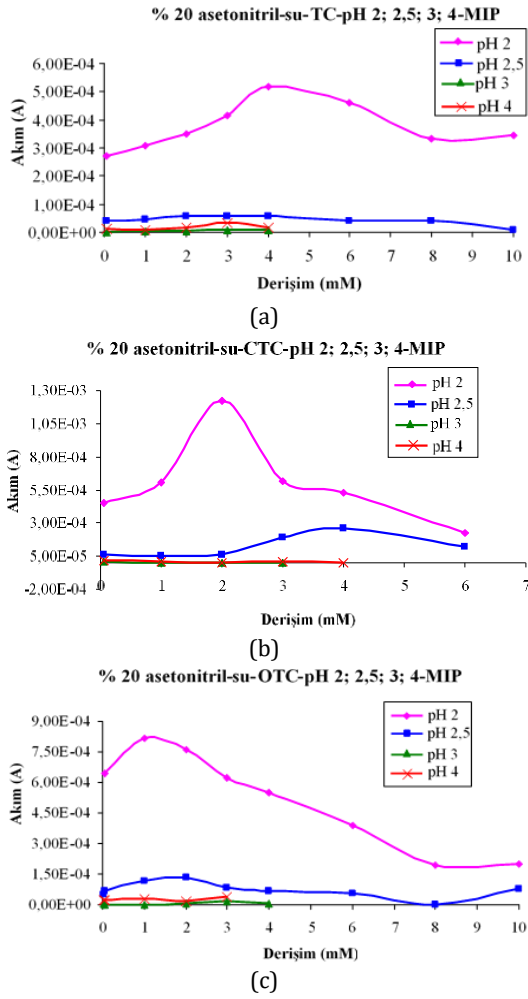 % 20 asetonitril-su-TC-pH 2; 2,5; 3; 4-MIP
pH 2
pH 2,5
pH 3
pH 4
Akım (A)
6,00E-04
5,00E-04
4,00E-04
3,00E-04
2,00E-04
1,00E-04
0,00E+00
0 1 2 3 4 5 6 7 8 9 10
Derişim (mM)
(a)
% 20 asetonitril-su-CTC-pH 2; 2,5; 3; 4-MIP
pH 2
pH 2,5
pH 3
pH 4
Akım (A)
1,30E-03
1,05E-03
8,00E-04
5,50E-04
3,00E-04
5,00E-05
-2,00E-04
0 1 2 3 4 5 6 7
Derişim (mM)
(b)
% 20 asetonitril-su-OTC-pH 2; 2,5; 3; 4-MIP
pH 2
pH 2,5
pH 3
pH 4
Akım (A)
9,00E-04
7,50E-04
6,00E-04
4,50E-04
3,00E-04
1,50E-04
0,00E+00
0 1 2 3 4 5 6 7 8 9 10
Derişim (mM)
(c)